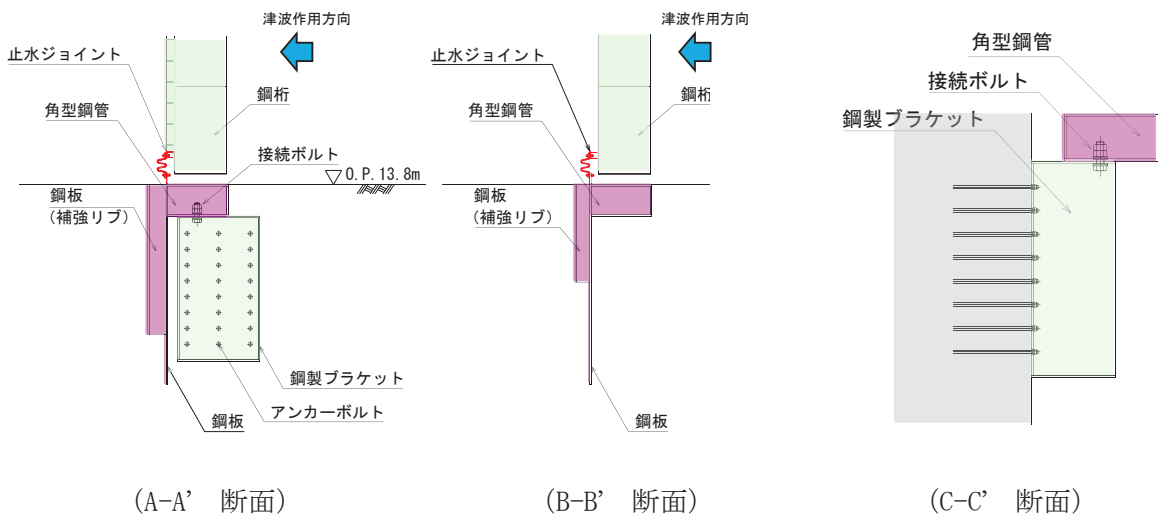 津波作用方向
止水ジョイント
鋼桁
角型鋼管
接続ボルト
O.P.13.8m
鋼板
(補強リブ)
鋼製ブラケット
アンカーボルト
鋼板
(A-A’ 断面)
津波作用方向
止水ジョイント
鋼桁
角型鋼管
鋼板
(補強リブ)
鋼板
(B-B’ 断面)
角型鋼管
接続ボルト
鋼製ブラケット
(C-C’ 断面)